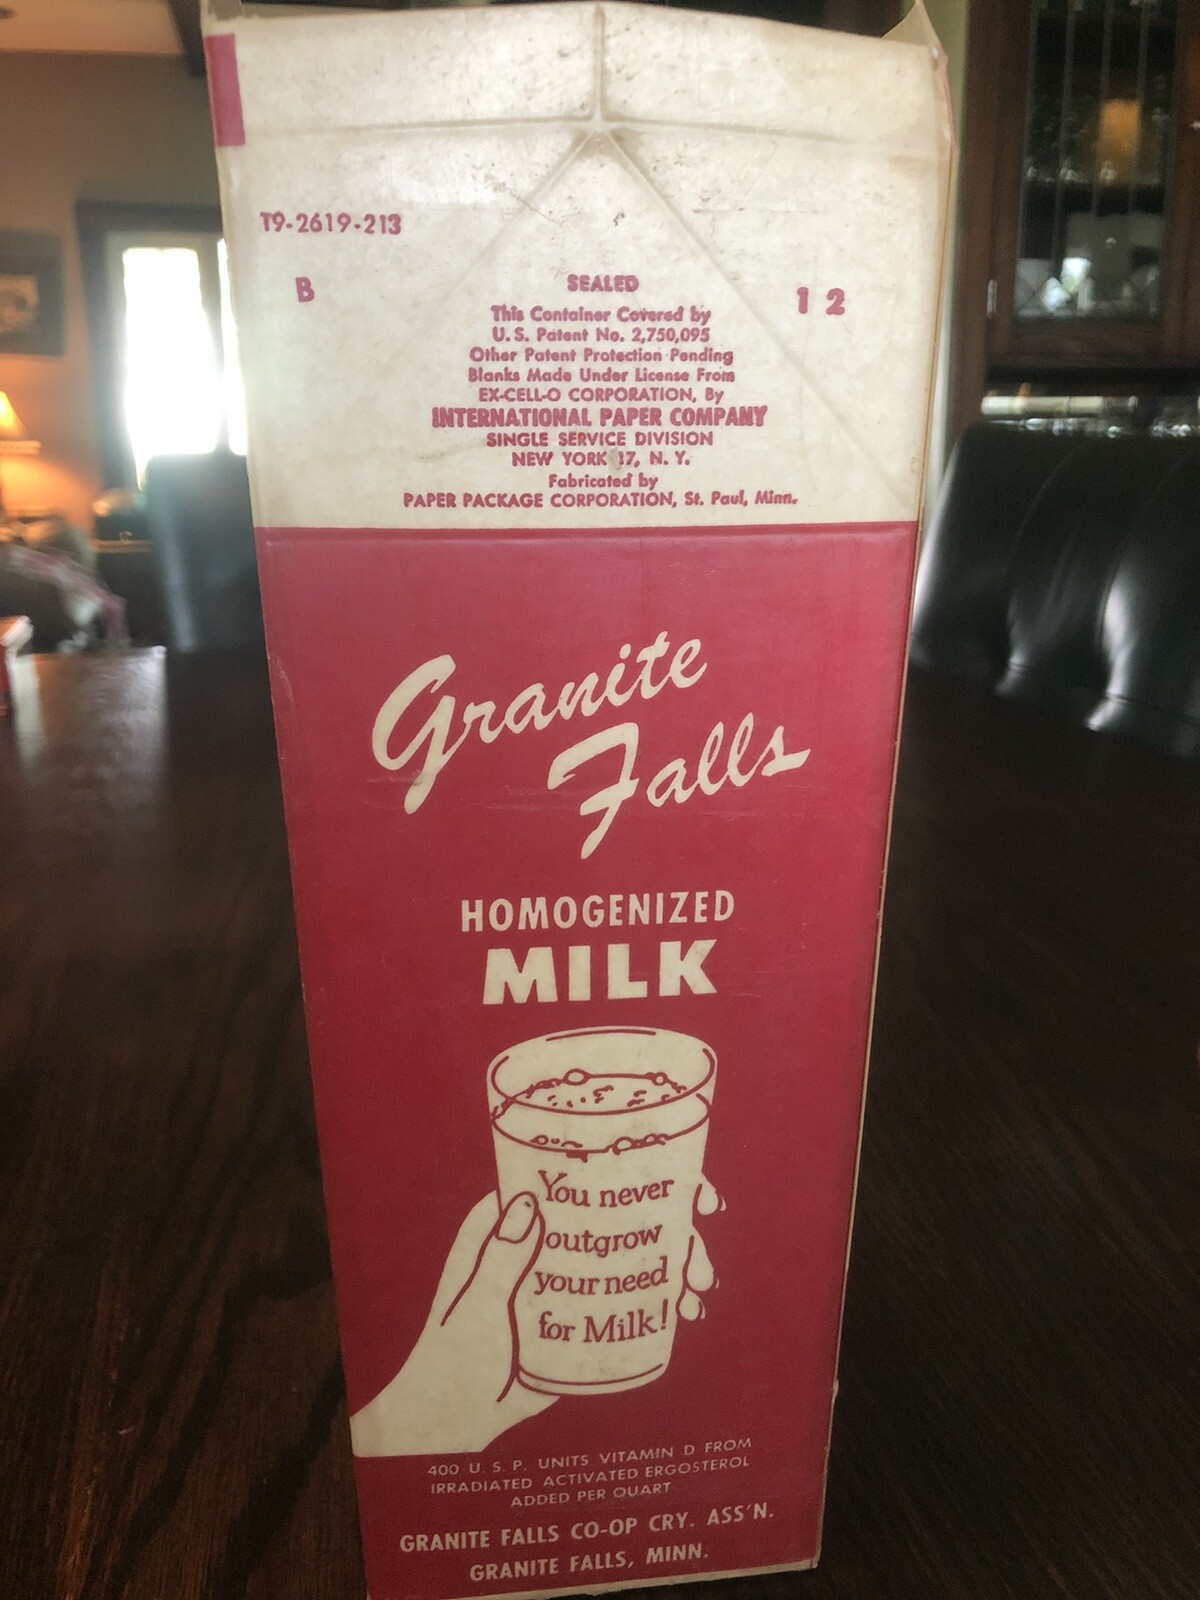 T9-2619-213
B
1 2
SEALED
This Container Covered by
U.S. Patent No. 2,750,095
Other Patent Protection Pending
Blanks Made Under License From
EX-CELL-O CORPORATION, By
INTERNATIONAL PAPER COMPANY
SINGLE SERVICE DIVISION
NEW YORK 17, N. Y.
Fabricated by
PAPER PACKAGE CORPORATION, St. Paul, Minn.
Granite
Falls
HOMOGENIZED
MILK
You never
outgrow
your need
for Milk!
400 U. S. P. UNITS VITAMIN D FROM
IRRADIATED ACTIVATED ERGOSTEROL
ADDED PER QUART
GRANITE FALLS CO-OP CRY. ASS'N.
GRANITE FALLS, MINN.